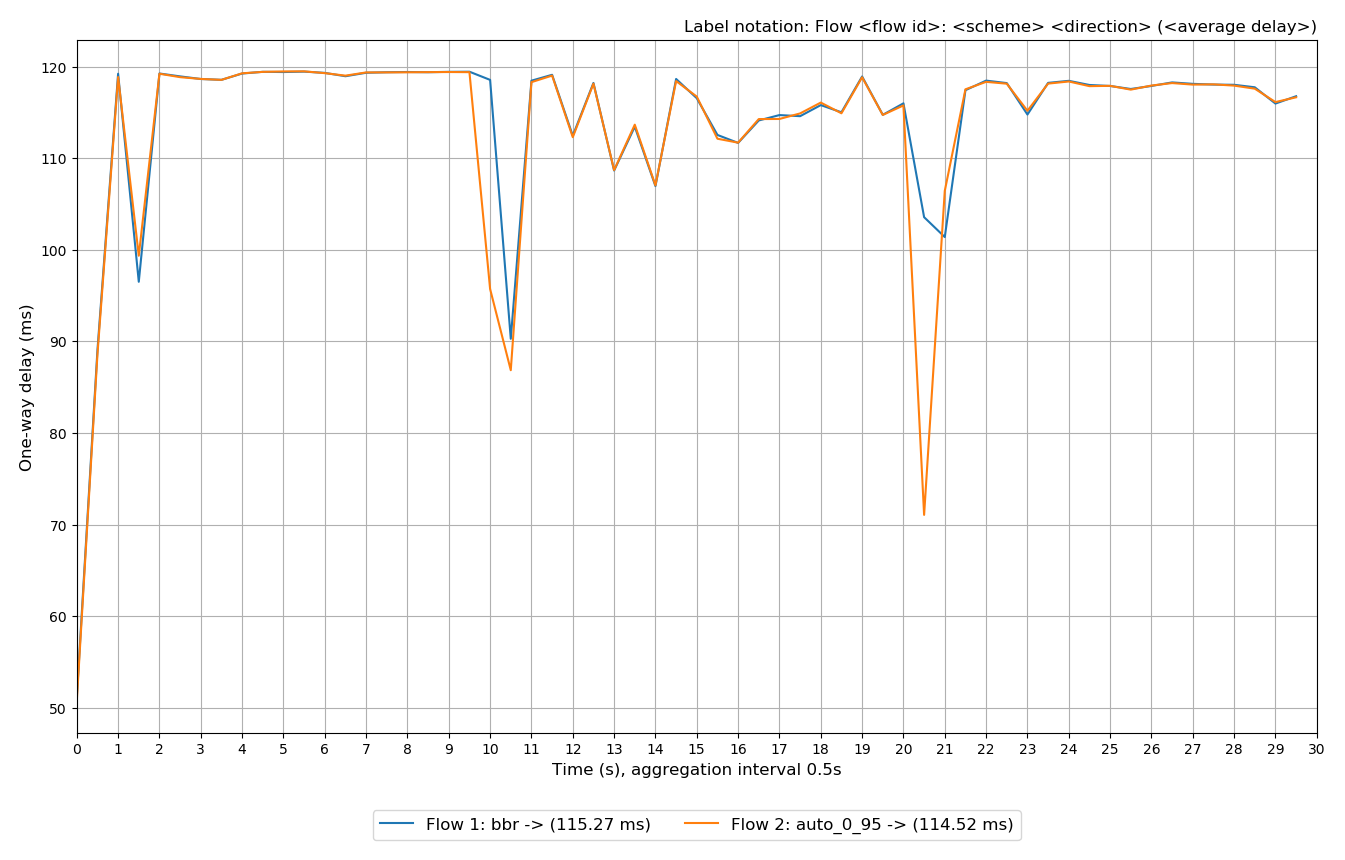 Label notation: Flow <flow id>: <scheme> <direction> (<average delay>)
One-way delay (ms)
120
110
100
90
80
70
60
50
0 1 2 3 4 5 6 7 8 9 10 11 12 13 14 15 16 17 18 19 20 21 22 23 24 25 26 27 28 29 30
Time (s), aggregation interval 0.5s
Flow 1: bbr -> (115.27 ms) Flow 2: auto_0_95 -> (114.52 ms)